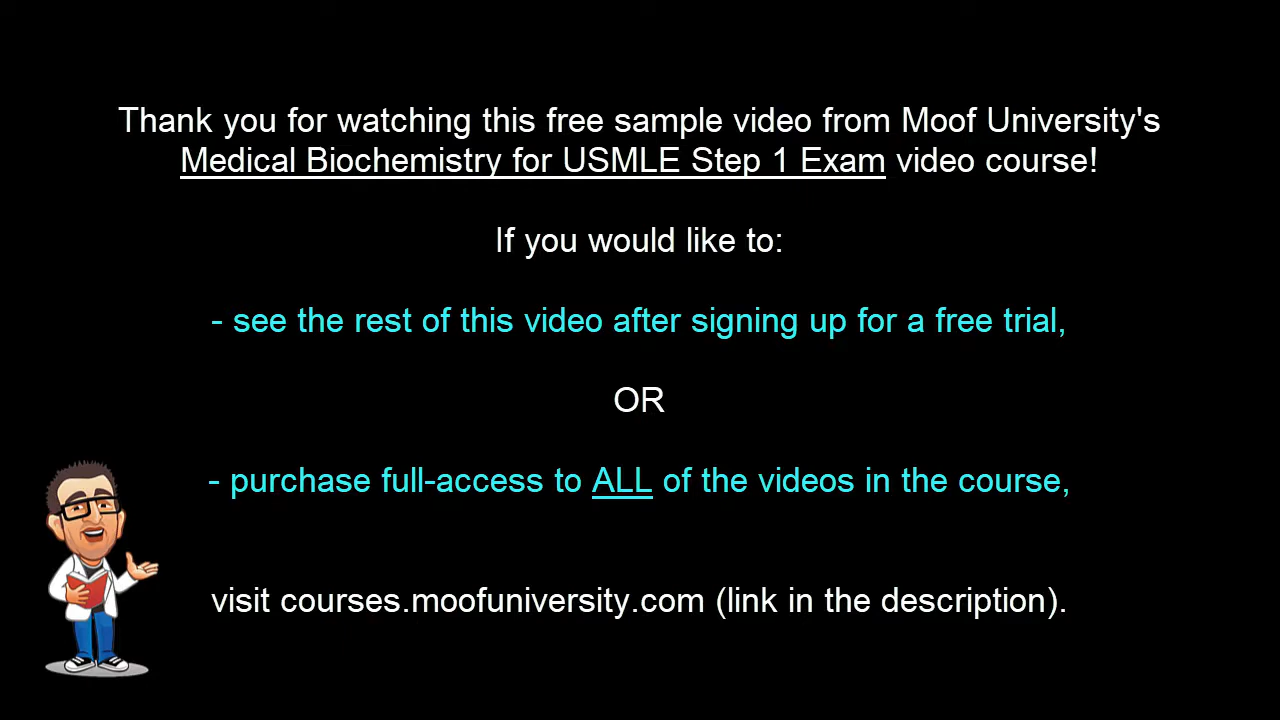 Thank you for watching this free sample video from Moof University's
Medical Biochemistry for USMLE Step 1 Exam video course!
If you would like to:
- see the rest of this video after signing up for a free trial,
OR
- purchase full-access to ALL of the videos in the course,
visit courses.moofuniversity.com (link in the description).